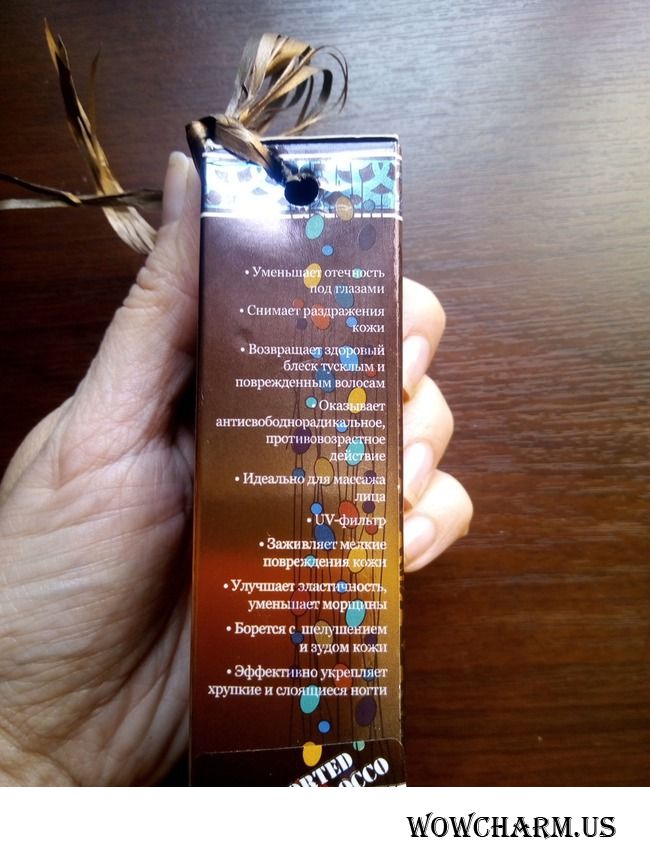 • Уменьшает отечность
под глазами
• Снимает раздражения
кожи
• Возвращает здоровый
блеск тусклым и
поврежденным волосам
• Оказывает
антисвободнорадикальное,
противовозрастное
действие
• Идеально для массажа
лица
• UV-фильтр
• Заживляет мелкие
повреждения кожи
• Улучшает эластичность,
уменьшает морщины
• Борется с шелушением
и зудом кожи
• Эффективно укрепляет
хрупкие и слоящиеся ногти
WOWCHARM.US